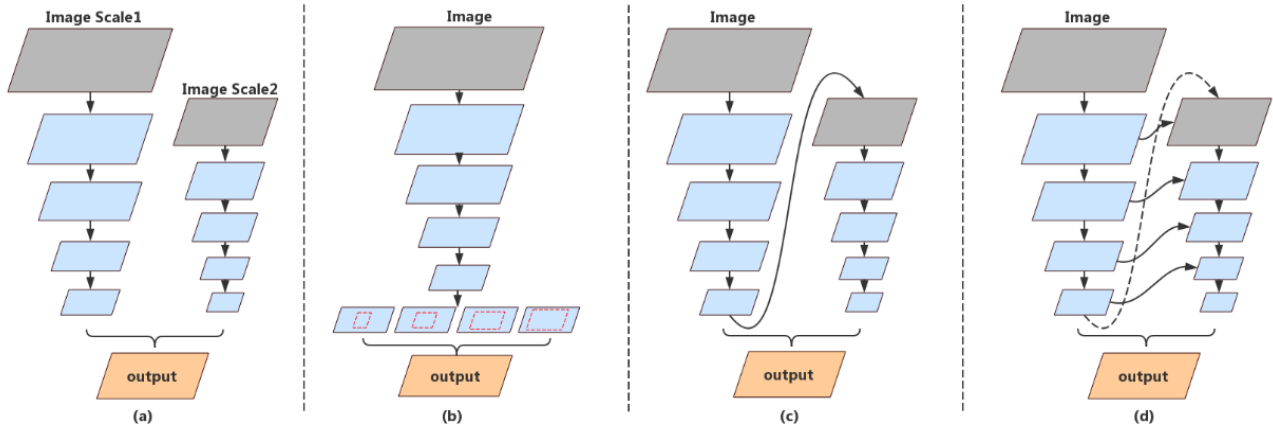 Image Scale1
Image Scale2
output
(a)
Image
output
(b)
Image
output
(c)
Image
output
(d)